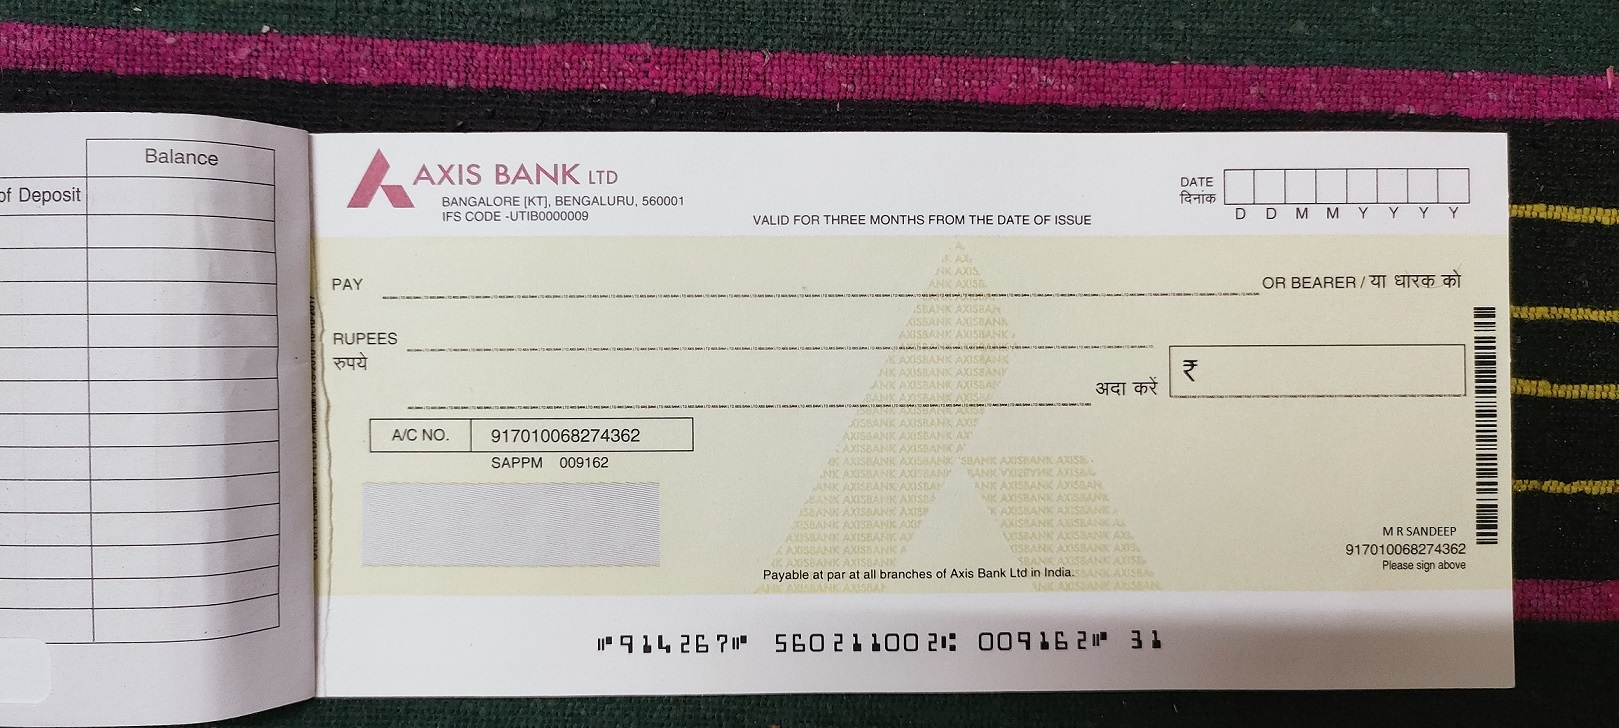 Balance
of Deposit
AXIS BANK LTD
BANGALORE [KT], BENGALURU, 560001
IFS CODE -UTIB0000009
VALID FOR THREE MONTHS FROM THE DATE OF ISSUE
DATE
दिनांक
D D M M Y Y Y Y
PAY
OR BEARER / या धारक को
RUPEES
रुपये
अदा करें
₹
A/C NO. 917010068274362
SAPPM 009162
M R SANDEEP
917010068274362
Please sign above
Payable at par at all branches of Axis Bank Ltd in India.
⑈914267⑈ 560211002⑆ 009162⑈ 31